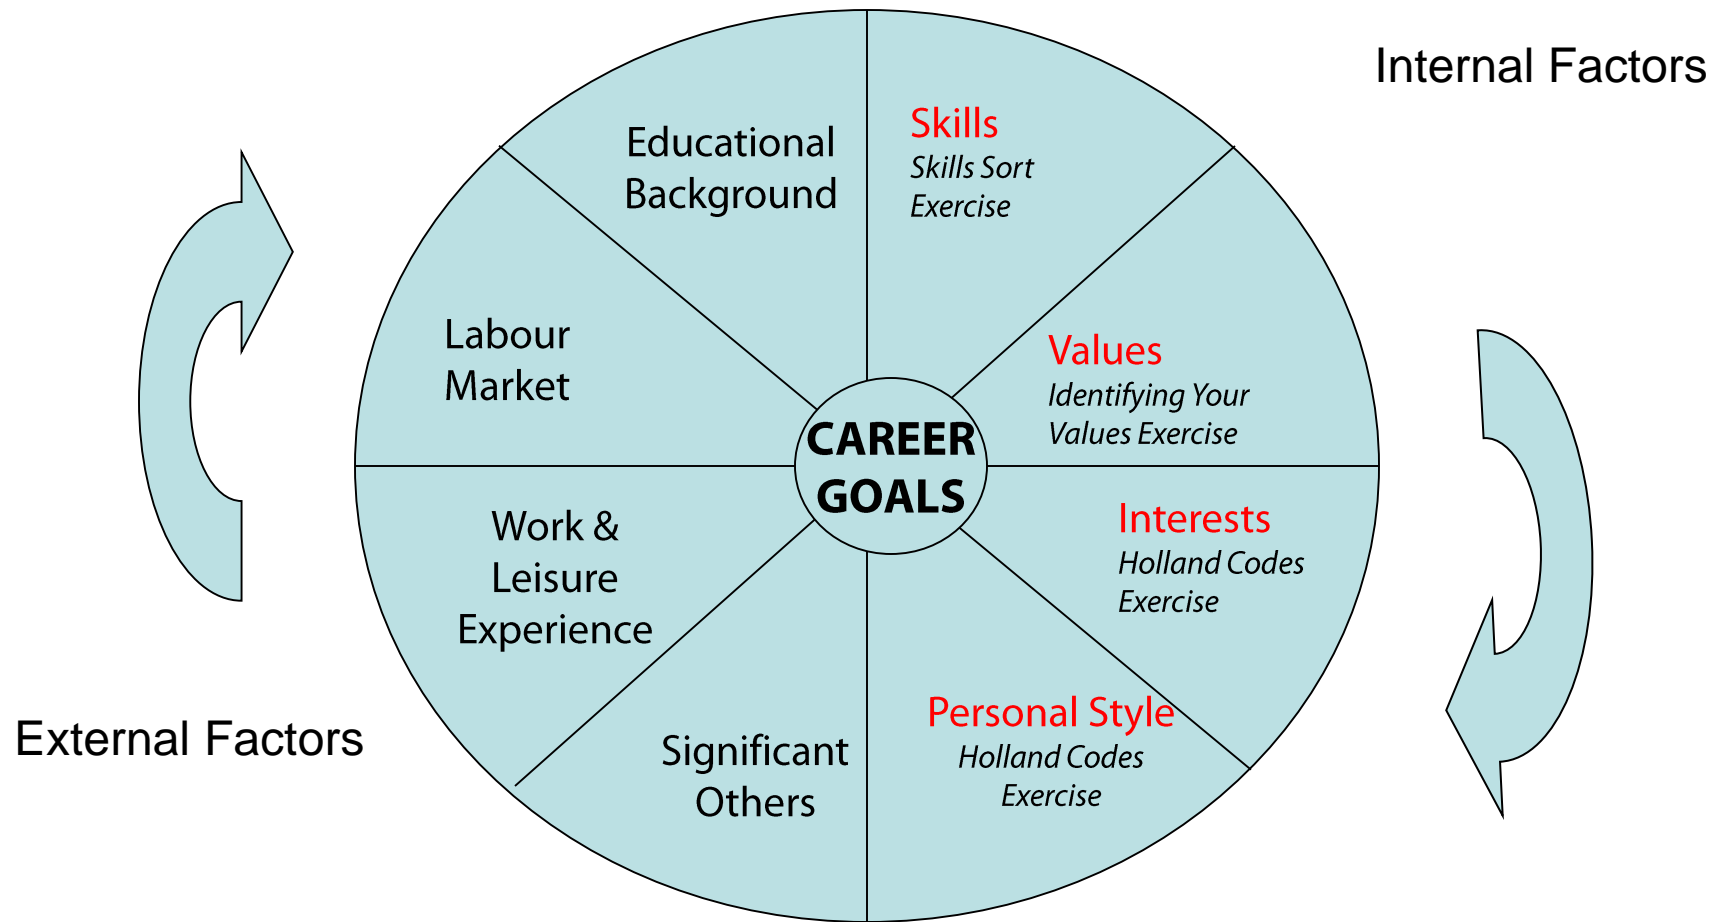 Internal Factors
Educational
Background
Skills
Skills Sort
Exercise
Labour
Market
Values
Identifying Your
Values Exercise
CAREER
GOALS
Work &
Leisure
Experience
Interests
Holland Codes
Exercise
External Factors
Significant
Others
Personal Style
Holland Codes
Exercise